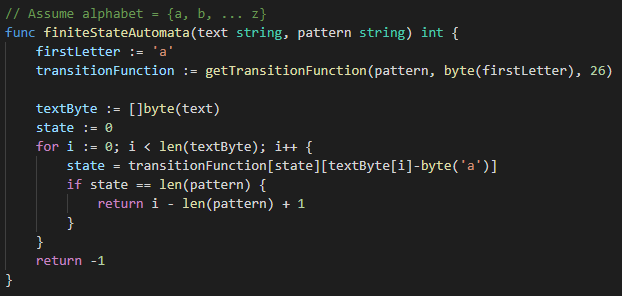 // Assume alphabet = {a, b, ... z}
func finiteStateAutomata(text string, pattern string) int {
    firstLetter := 'a'
    transitionFunction := getTransitionFunction(pattern, byte(firstLetter), 26)

    textByte := []byte(text)
    state := 0
    for i := 0; i < len(textByte); i++ {
        state = transitionFunction[state][textByte[i]-byte('a')]
        if state == len(pattern) {
            return i - len(pattern) + 1
        }
    }
    return -1
}